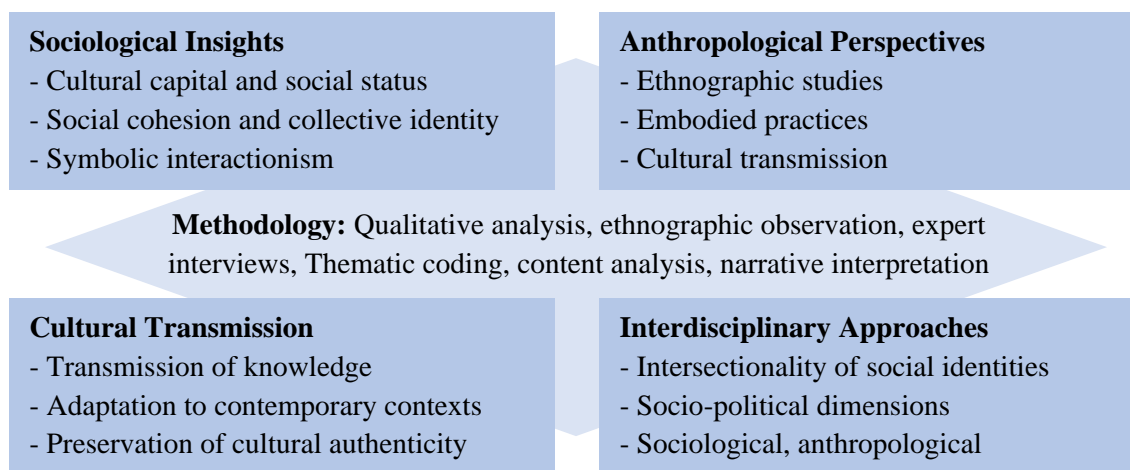 Sociological Insights
- Cultural capital and social status
- Social cohesion and collective identity
- Symbolic interactionism
Anthropological Perspectives
- Ethnographic studies
- Embodied practices
- Cultural transmission
Methodology: Qualitative analysis, ethnographic observation, expert
interviews, Thematic coding, content analysis, narrative interpretation
Cultural Transmission
- Transmission of knowledge
- Adaptation to contemporary contexts
- Preservation of cultural authenticity
Interdisciplinary Approaches
- Intersectionality of social identities
- Socio-political dimensions
- Sociological, anthropological